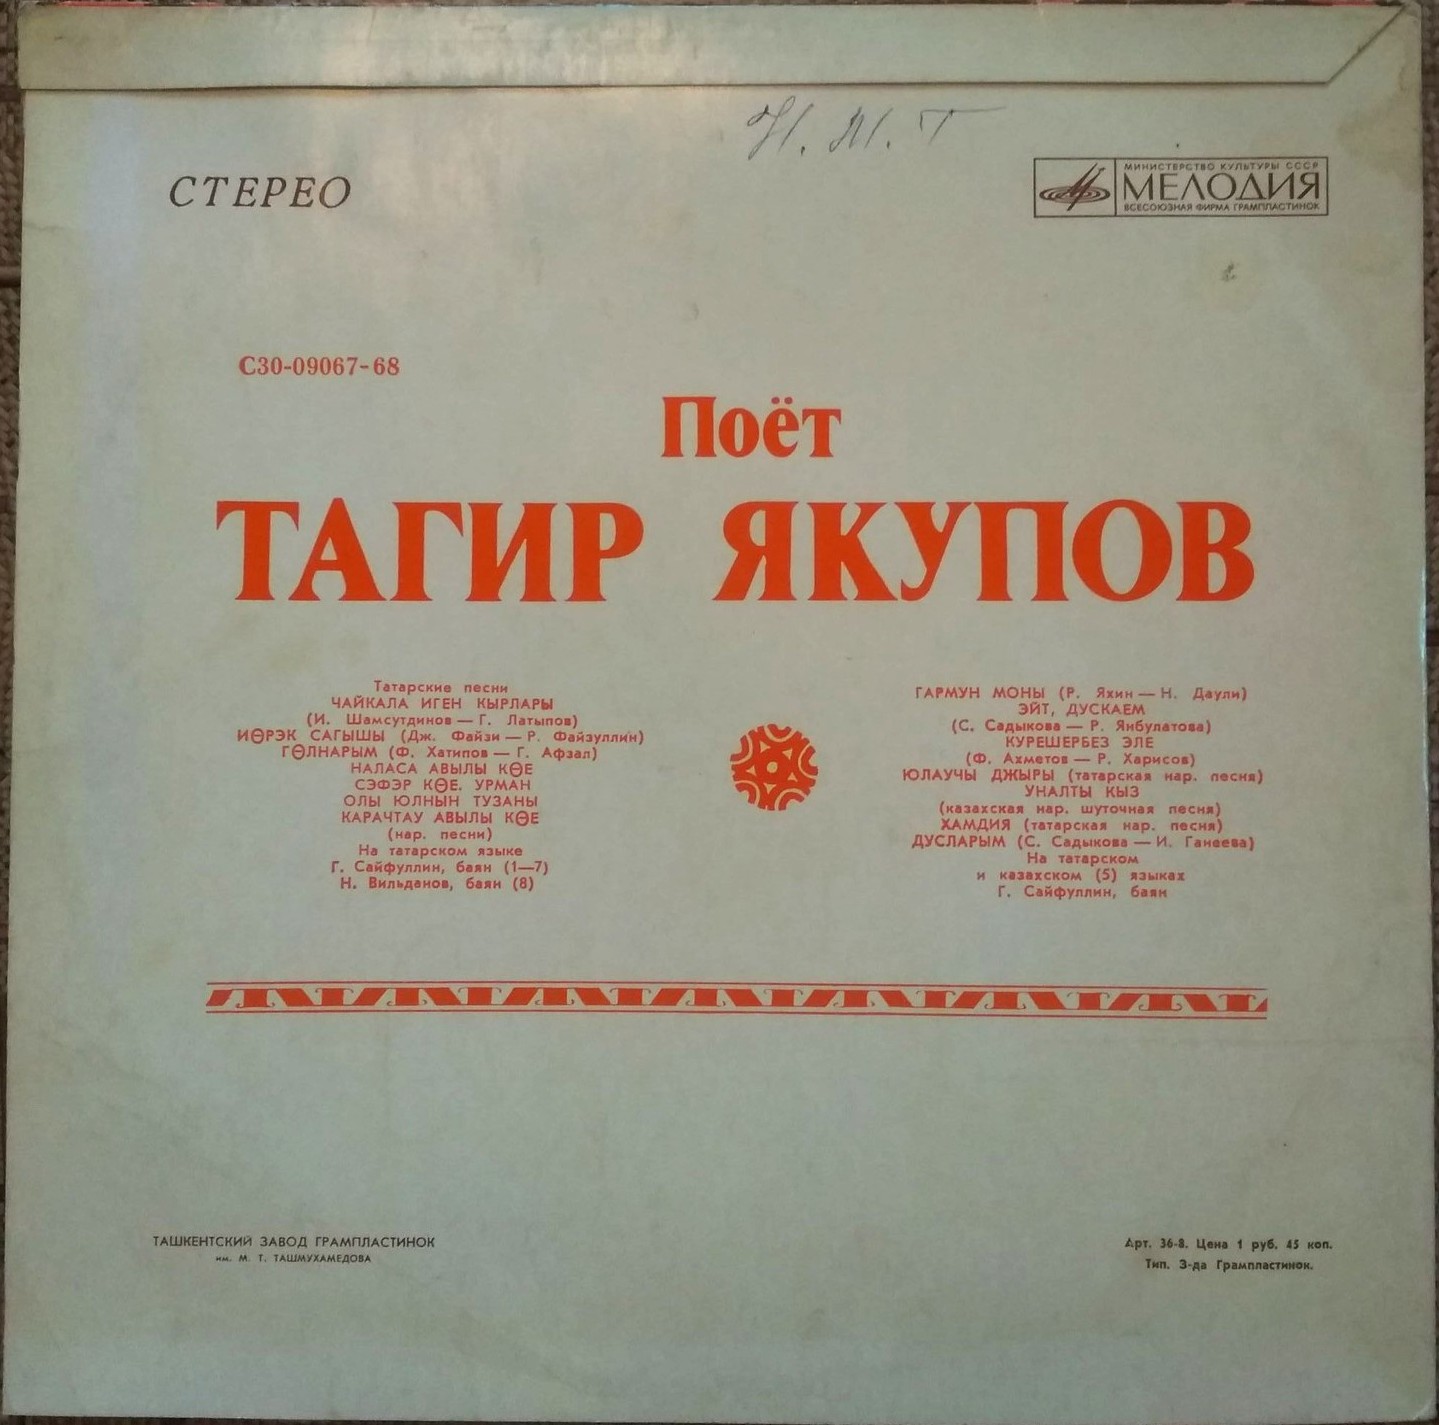 Н. М. Т
СТЕРЕО
МИНИСТЕРСТВО КУЛЬТУРЫ СССР
МЕЛОДИЯ
ВСЕСОЮЗНАЯ ФИРМА ГРАМПЛАСТИНОК
С30-09067-68
Поёт
ТАГИР ЯКУПОВ
Татарские песни
ЧАЙКАЛА ИГЕН КЫРЛАРЫ
(И. Шамсутдинов — Г. Латыпов)
ИӨРЭК САГЫШЫ (Дж. Файзи — Р. Файзуллин)
ГӨЛНАРЫМ (Ф. Хатипов — Г. Афзал)
НАЛАСА АВЫЛЫ КӨЕ
СЭФЭР КӨЕ. УРМАН
ОЛЫ ЮЛНЫН ТУЗАНЫ
КАРАЧТАУ АВЫЛЫ КӨЕ
(нар. песни)
На татарском языке
Г. Сайфуллин, баян (1—7)
Н. Вильданов, баян (8)
ГАРМУН МОНЫ (Р. Яхин — Н. Даули)
ЭЙТ, ДУСКАЕМ
(С. Садыкова — Р. Янбулатова)
КУРЕШЕРБЕЗ ЭЛЕ
(Ф. Ахметов — Р. Харисов)
ЮЛАУЧЫ ДЖЫРЫ (татарская нар. песня)
УНАЛТЫ КЫЗ
(казахская нар. шуточная песня)
ХАМДИЯ (татарская нар. песня)
ДУСЛАРЫМ (С. Садыкова — И. Ганеева)
На татарском
и казахском (5) языках
Г. Сайфуллин, баян
ТАШКЕНТСКИЙ ЗАВОД ГРАМПЛАСТИНОК
им. М. Т. ТАШМУХАМЕДОВА
Арт. 36-8. Цена 1 руб. 45 коп.
Тип. З-да Грампластинок.